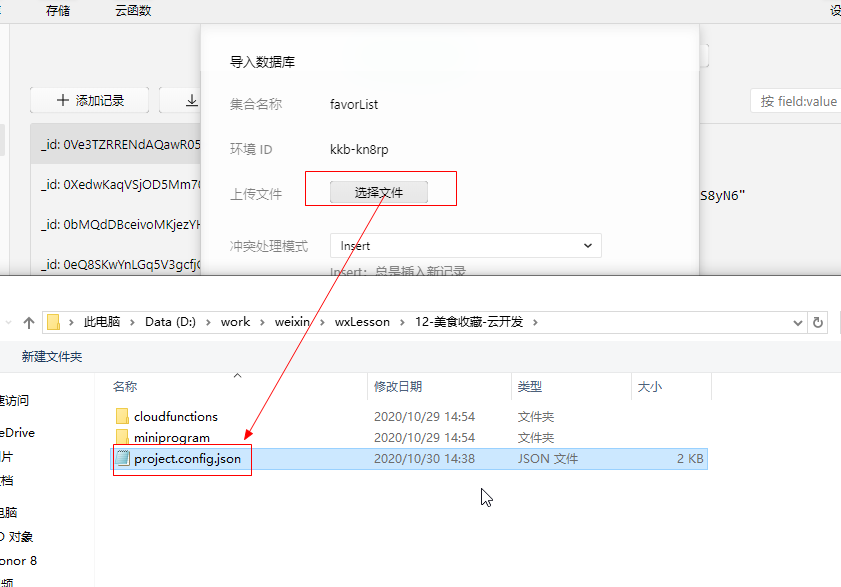 存储 云函数 设
导入数据库
集合名称 favorList
添加记录
按 field:value
_id: 0Ve3TZRRENdAQawR05
环境 ID kkb-kn8rp
_id: 0XedwKaqVSjOD5Mm70
上传文件 选择文件
S8yN6"
_id: 0bMQdDBceivoMKjezYH
冲突处理模式 Insert
_id: 0eQ8SKwYnLGq5V3gcfj
Insert: 总是插入新记录
此电脑 Data (D:) work weixin wxLesson 12-美食收藏-云开发
新建文件夹
名称 修改日期 类型 大小
速访问
cloudfunctions 2020/10/29 14:54 文件夹
eDrive
miniprogram 2020/10/29 14:54 文件夹
片
project.config.json 2020/10/30 14:38 JSON 文件 2 KB
文档
电脑
D 对象
onor 8
频